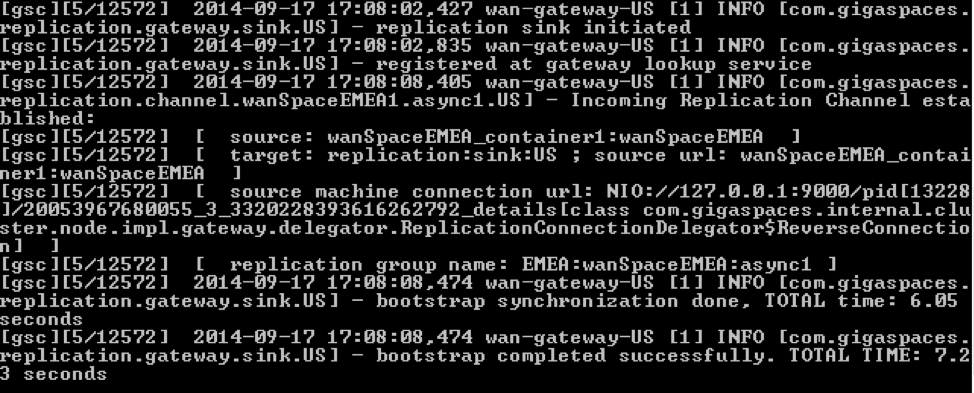 [gsc][5/12572]  2014-09-17 17:08:02,427 wan-gateway-US [1] INFO [com.gigaspaces.
replication.gateway.sink.US] - replication sink initiated
[gsc][5/12572]  2014-09-17 17:08:02,835 wan-gateway-US [1] INFO [com.gigaspaces.
replication.gateway.sink.US] - registered at gateway lookup service
[gsc][5/12572]  2014-09-17 17:08:08,405 wan-gateway-US [1] INFO [com.gigaspaces.
replication.channel.wanSpaceEMEA1.async1.US] - Incoming Replication Channel esta
blished:
[gsc][5/12572]  [  source: wanSpaceEMEA_container1:wanSpaceEMEA  ]
[gsc][5/12572]  [  target: replication:sink:US ; source url: wanSpaceEMEA_contai
ner1:wanSpaceEMEA  ]
[gsc][5/12572]  [  source machine connection url: NIO://127.0.0.1:9000/pid[13228
]/20053967680055_3_3320228393616262792_details[class com.gigaspaces.internal.clu
ster.node.impl.gateway.delegator.ReplicationConnectionDelegator$ReverseConnectio
n]  ]
[gsc][5/12572]  [  replication group name: EMEA:wanSpaceEMEA:async1 ]
[gsc][5/12572]  2014-09-17 17:08:08,474 wan-gateway-US [1] INFO [com.gigaspaces.
replication.gateway.sink.US] - bootstrap synchronization done, TOTAL time: 6.05
seconds
[gsc][5/12572]  2014-09-17 17:08:08,474 wan-gateway-US [1] INFO [com.gigaspaces.
replication.gateway.sink.US] - bootstrap completed successfully. TOTAL TIME: 7.2
3 seconds